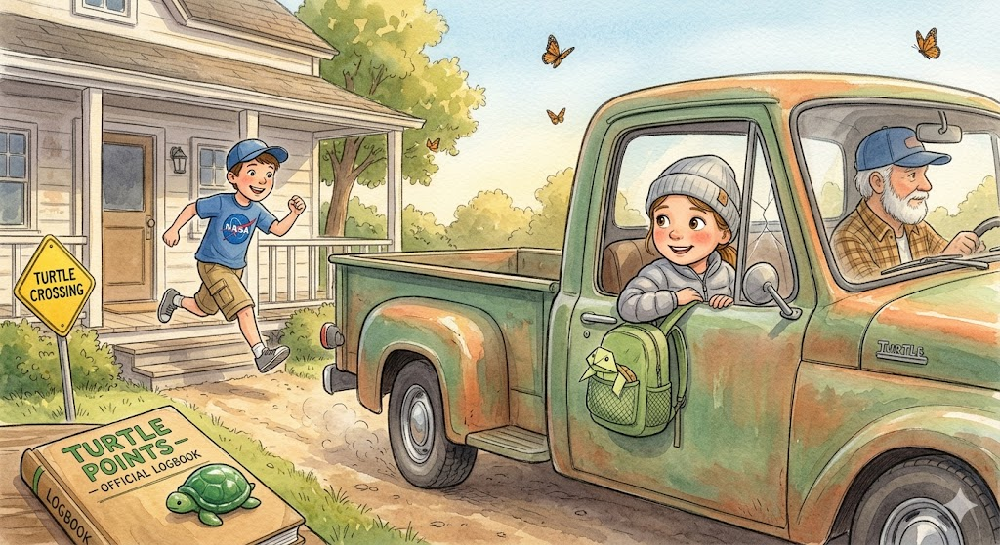 NASA
TURTLE
CROSSING
TURTLE
TURTLE
POINTS–
– OFFICIAL LOGBOOK
LOGBOOK